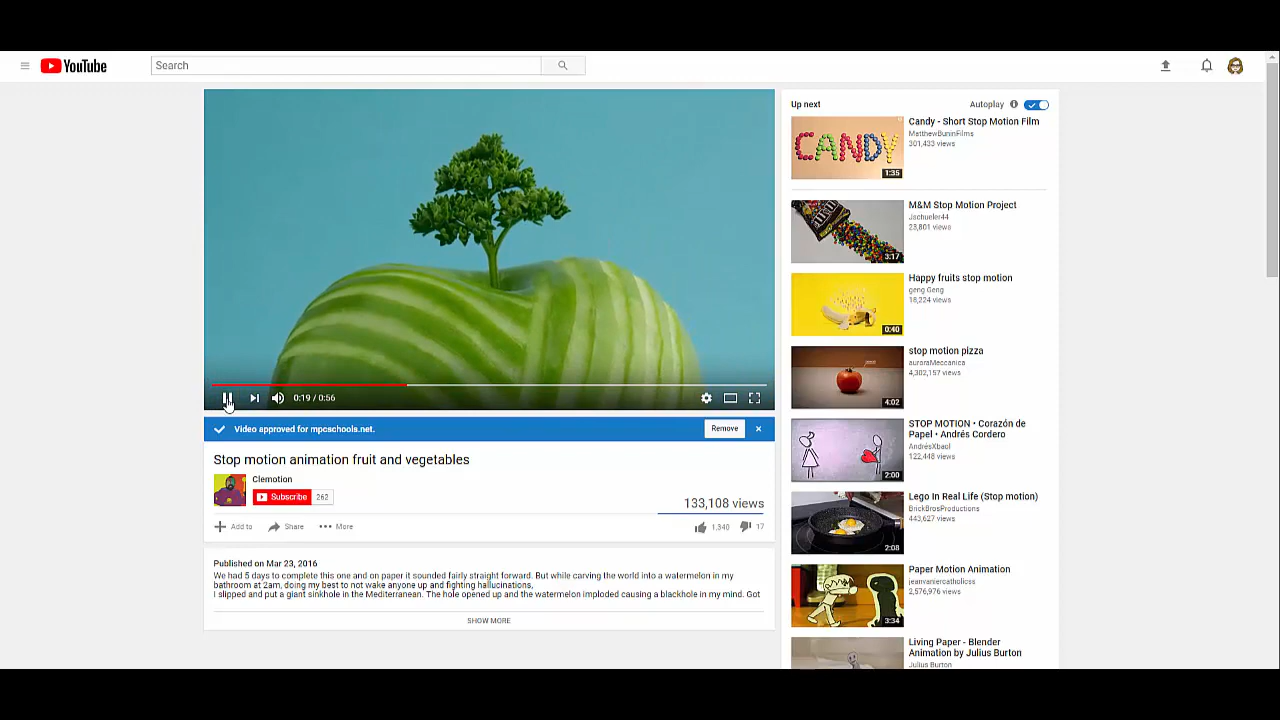 YouTube
Search
0:19 / 0:56
Video approved for mpcschools.net.
Remove
Stop motion animation fruit and vegetables
Clemotion
Subscribe 262
133,108 views
Add to Share More
1,340 17
Published on Mar 23, 2016
We had 5 days to complete this one and on paper it sounded fairly straight forward. But while carving the world into a watermelon in my
bathroom at 2am, doing my best to not wake anyone up and fighting hallucinations,
I slipped and put a giant sinkhole in the Mediterranean. The hole opened up and the watermelon imploded causing a blackhole in my mind. Got
SHOW MORE
Up next
Autoplay
CANDY
1:35
Candy - Short Stop Motion Film
MatthewBuninFilms
301,433 views
3:17
M&M Stop Motion Project
Jachueler44
23,801 views
0:40
Happy fruits stop motion
geng Geng
18,224 views
4:02
stop motion pizza
auroraMeccanica
4,302,157 views
2:00
STOP MOTION • Corazón de
Papel • Andrés Cordero
AndrésXbaol
122,448 views
2:08
Lego In Real Life (Stop motion)
BrickBrosProductions
443,627 views
3:34
Paper Motion Animation
jeanvaniercatholicss
2,576,976 views
Living Paper - Blender
Animation by Julius Burton
Julius Burton